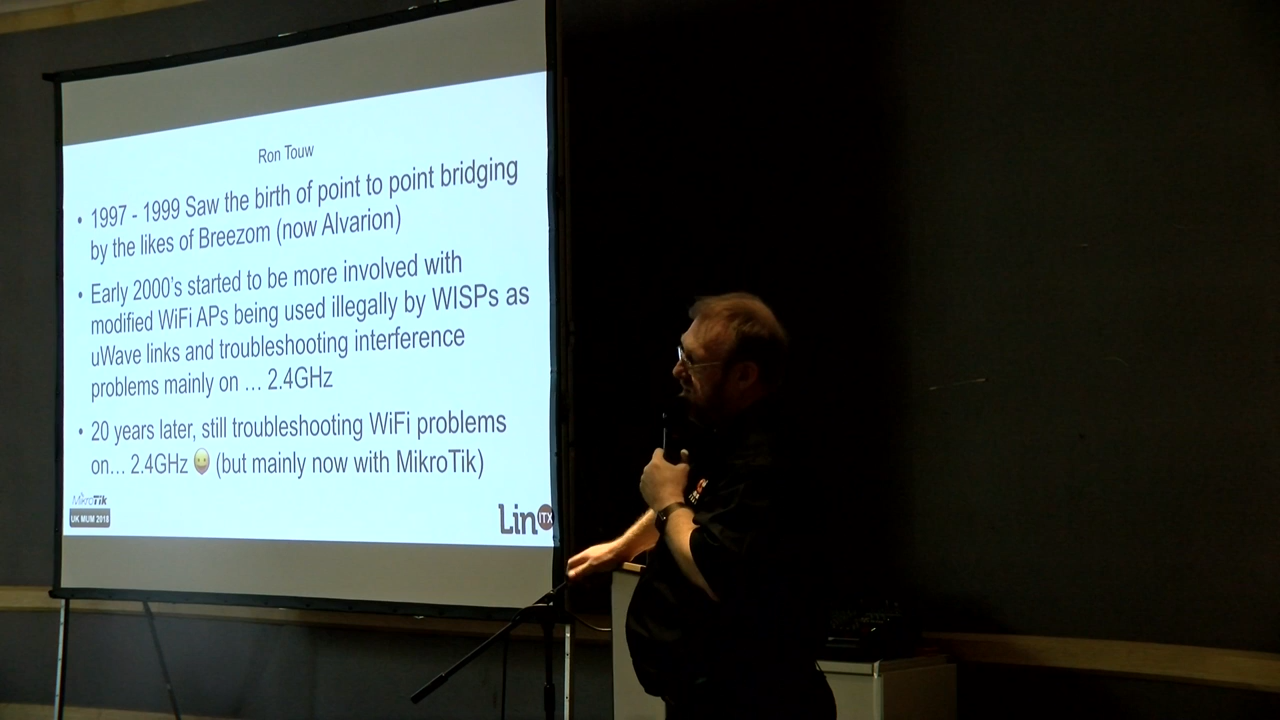 Ron Touw
• 1997 - 1999 Saw the birth of point to point bridging
by the likes of Breezom (now Alvarion)
• Early 2000's started to be more involved with
modified WiFi APs being used illegally by WISPs as
uWave links and troubleshooting interference
problems mainly on ... 2.4GHz
• 20 years later, still troubleshooting WiFi problems
on... 2.4GHz (but mainly now with MikroTik)
MikroTik
UK MUM 2018
Lin ITX